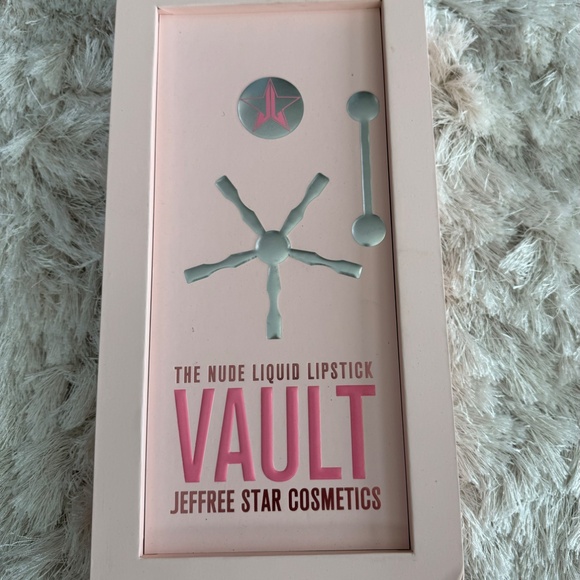 THE NUDE LIQUID LIPSTICK
VAULT
JEFFREE STAR COSMETICS